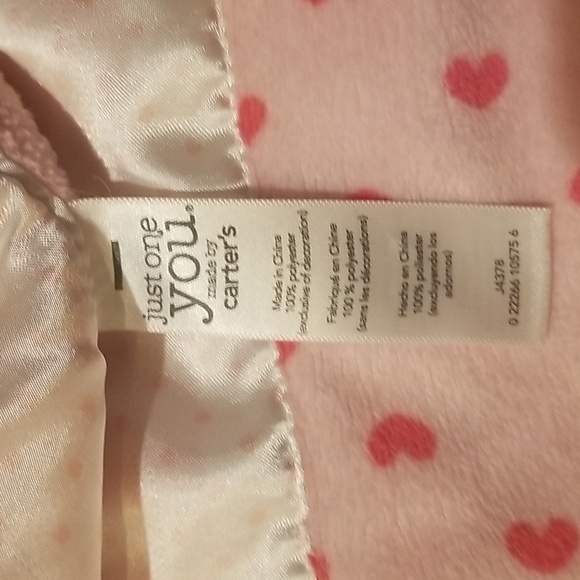 just one
you.®
made by
carter's
Made in China
100% polyester
(exclusive of decoration)
Fabriqué en Chine
100 % polyester
(sans les décorations)
Hecho en China
100% poliéster
(excluyendo los
adornos)
J4378
0 22266 10575 6